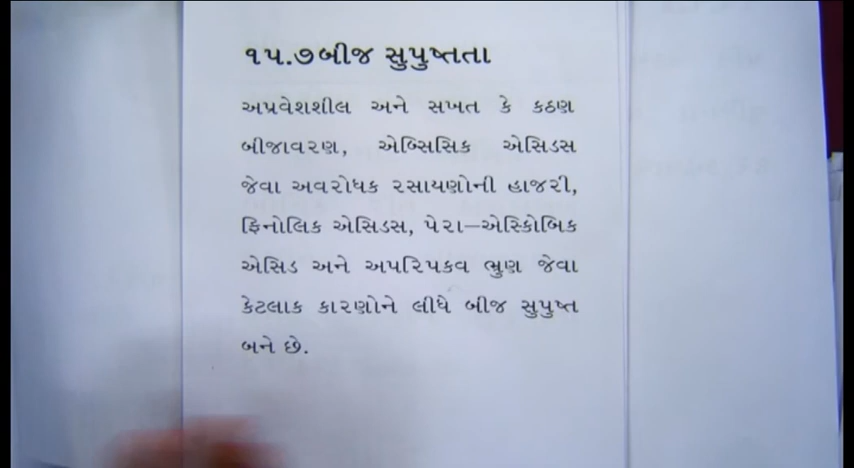 ૧૫.૭બીજ સુપુષ્તતા
અપ્રવેશશીલ અને સખત કે કઠણ
બીજાવરણ, એબ્સિસિક એસિડસ
જેવા અવરોધક રસાયણોની હાજરી,
ફિનોલિક એસિડસ, પેરા–એસ્કોબિક
એસિડ અને અપરિપકવ ભુણ જેવા
કેટલાક કારણોને લીધે બીજ સુપુષ્ત
બને છે.